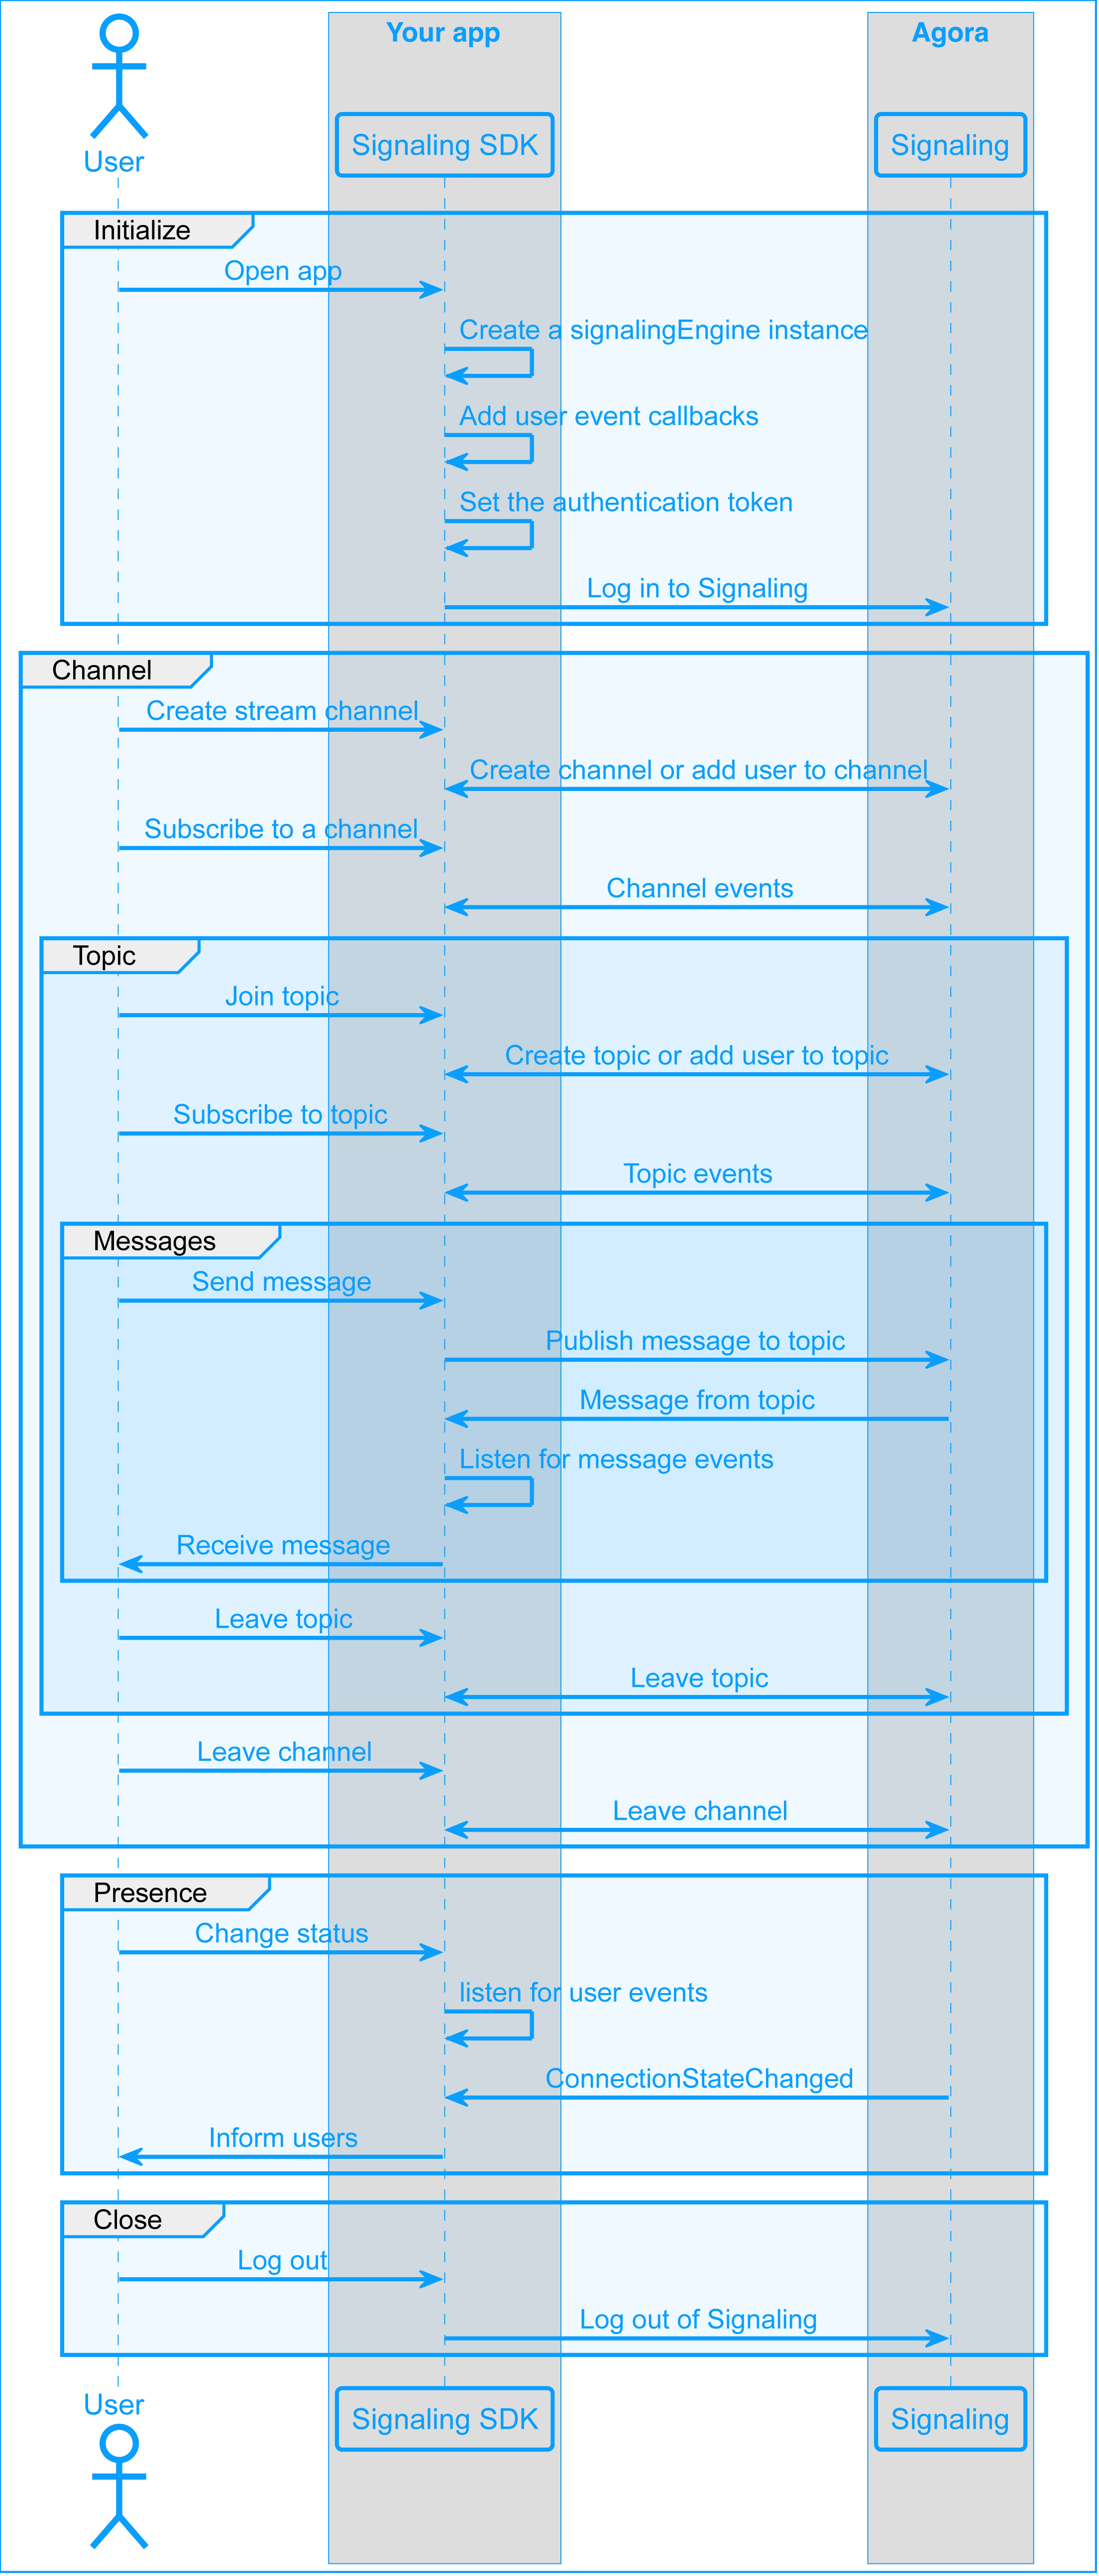 Your app
Agora
User
Signaling SDK
Signaling
Initialize
Open app
Create a signalingEngine instance
Add user event callbacks
Set the authentication token
Log in to Signaling
Channel
Create stream channel
Create channel or add user to channel
Subscribe to a channel
Channel events
Topic
Join topic
Create topic or add user to topic
Subscribe to topic
Topic events
Messages
Send message
Publish message to topic
Message from topic
Listen for message events
Receive message
Leave topic
Leave topic
Leave channel
Leave channel
Presence
Change status
listen for user events
ConnectionStateChanged
Inform users
Close
Log out
Log out of Signaling
User
Signaling SDK
Signaling